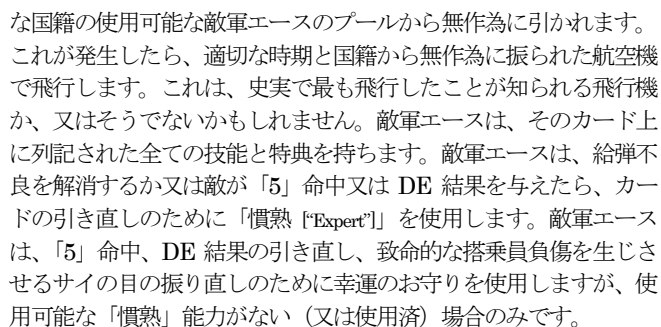 な国籍の使用可能な敵軍エースのプールから無作為に引かれます。
これが発生したら、適切な時期と国籍から無作為に振られた航空機
で飛行します。これは、史実で最も飛行したことが知られる飛行機
か、又はそうでないかもしれません。敵軍エースは、そのカード上
に列記された全ての技能と特典を持ちます。敵軍エースは、給弾不
良を解消するか又は敵が「5」命中又は DE 結果を与えたら、カー
ドの引き直しのために「慣熟 [“Expert”]」を使用します。敵軍エース
は、「5」命中、DE 結果の引き直し、致命的な搭乗員負傷を生じさ
せるサイの目の振り直しのために幸運のお守りを使用しますが、使
用可能な「慣熟」能力がない（又は使用済）場合のみです。